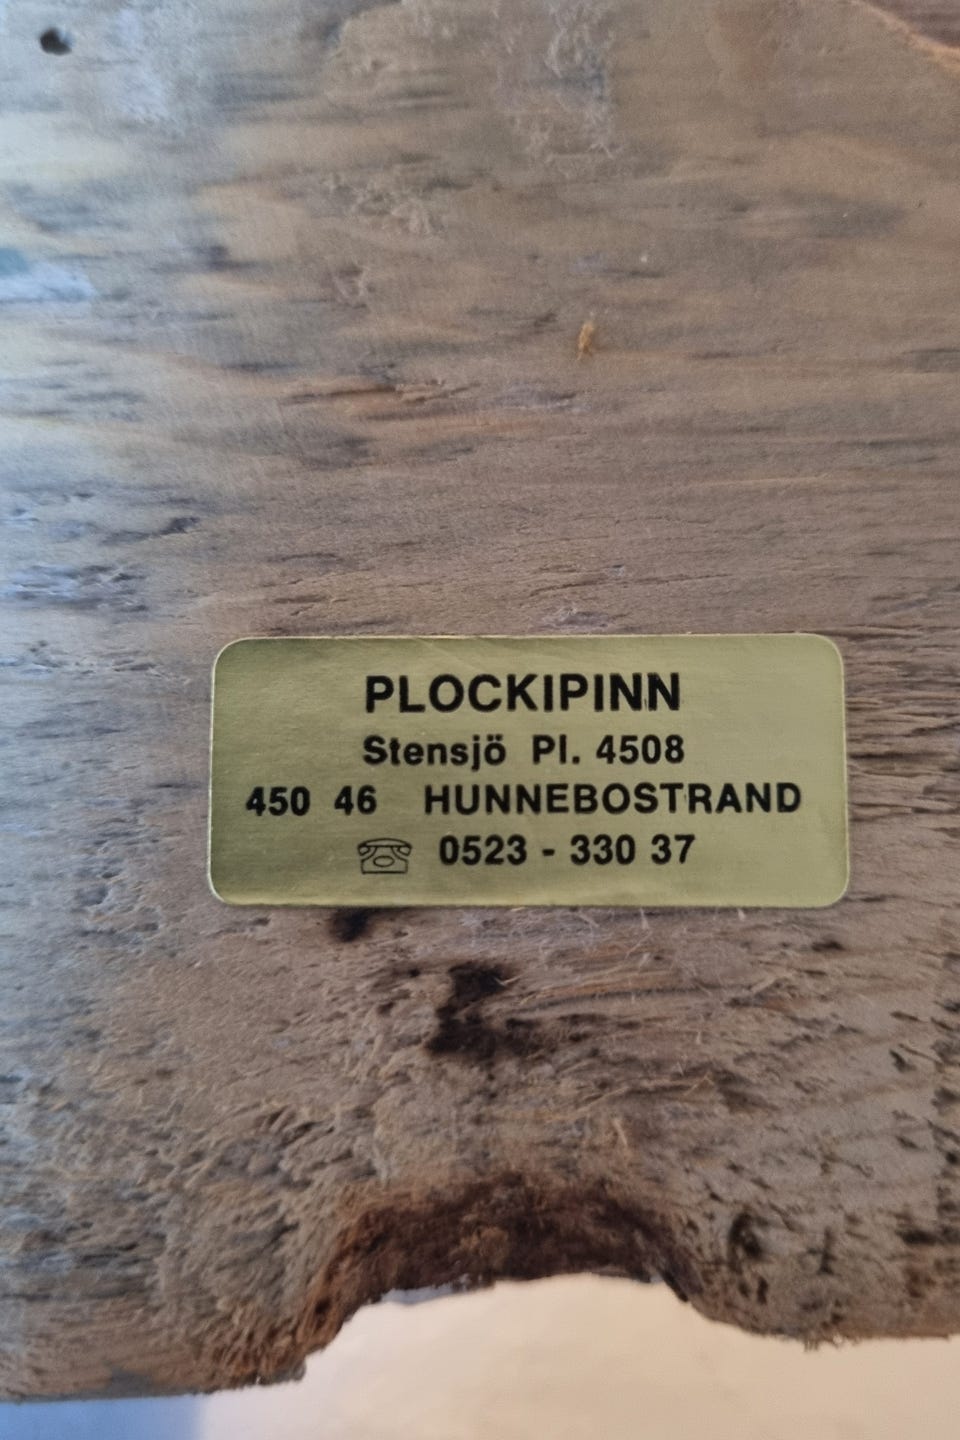 PLOCKIPINN
Stensjö Pl. 4508
450 46 HUNNEBOSTRAND
0523 - 330 37